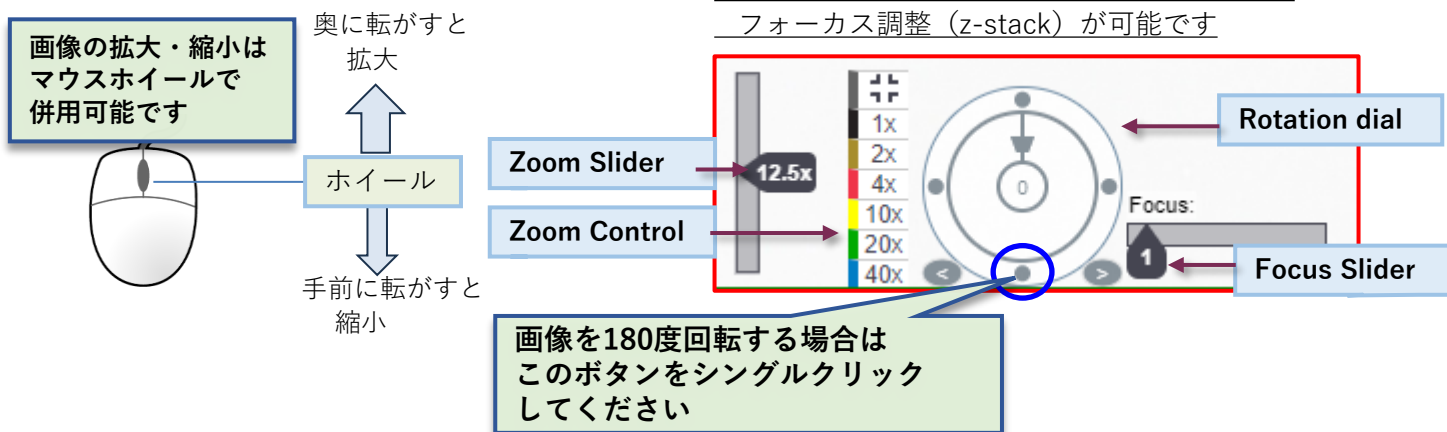 画像の拡大・縮小は
マウスホイールで
併用可能です
奥に転がすと
拡大
ホイール
手前に転がすと
縮小
フォーカス調整（z-stack）が可能です
Zoom Slider
12.5x
Zoom Control
1x
2x
4x
10x
20x
40x
0
<
>
Rotation dial
Focus:
1
Focus Slider
画像を180度回転する場合は
このボタンをシングルクリック
してください